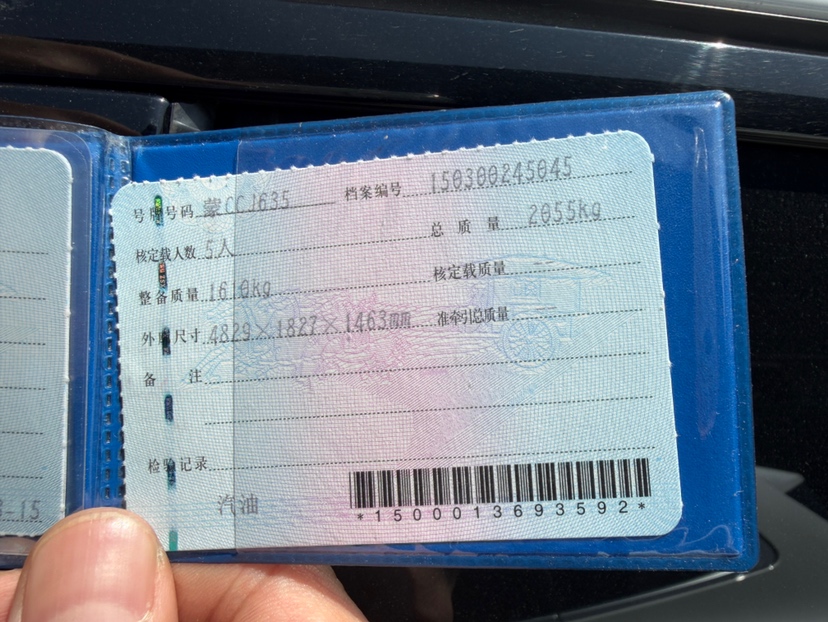 号牌号码 蒙CCJ635 档案编号 150300245045
核定载人数 5人 总质量 2055kg
整备质量 1610kg 核定载质量
外廓尺寸 4829×1827×1463mm 准牵引总质量
备注
检验记录
汽油
*1500013693592*
-15